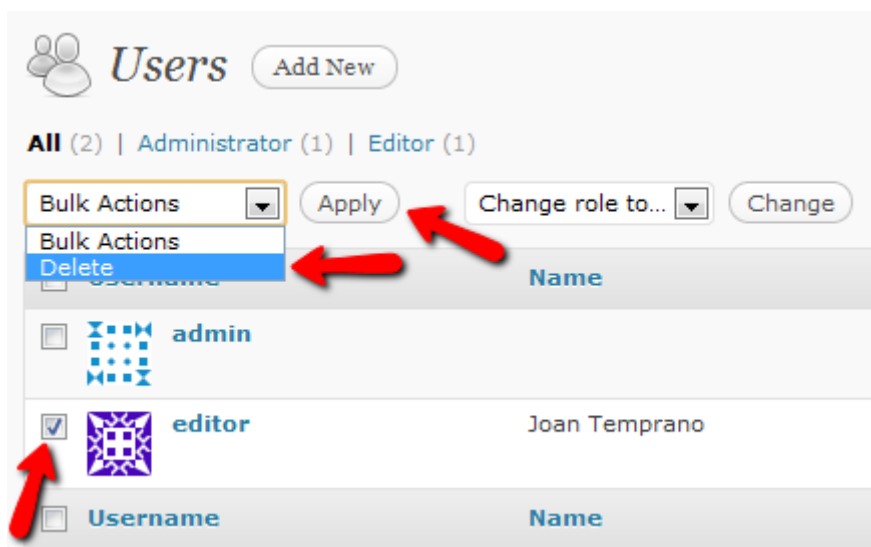 Users Add New
All (2) | Administrator (1) | Editor (1)
Bulk Actions Apply Change role to... Change
Bulk Actions
Delete
Username Name
admin
editor Joan Temprano
Username Name